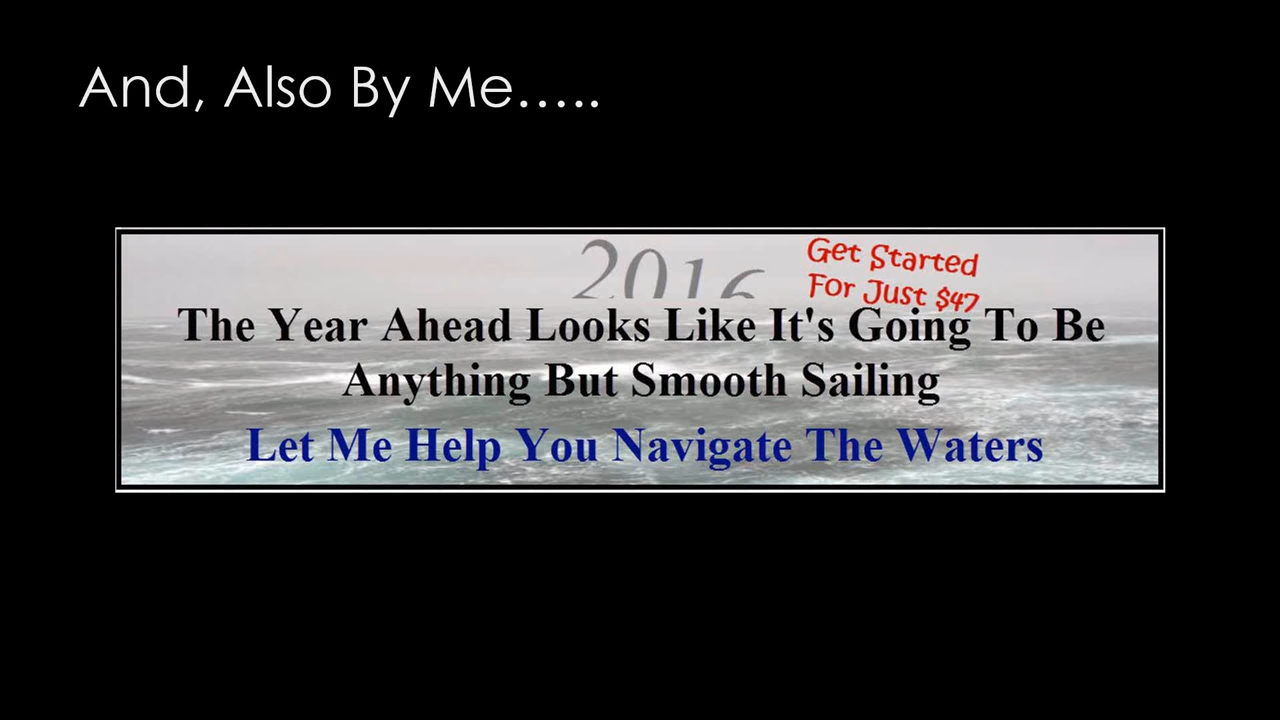 And, Also By Me…..
2016
Get Started
For Just $47
The Year Ahead Looks Like It's Going To Be
Anything But Smooth Sailing
Let Me Help You Navigate The Waters